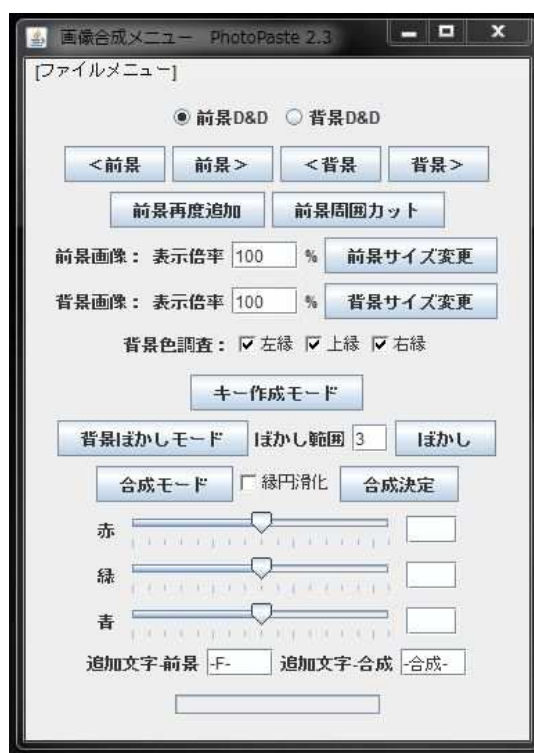 画像合成メニュー PhotoPaste 2.3
[ファイルメニュー]
前景D&D 背景D&D
<前景 前景> <背景 背景>
前景再度追加 前景周囲カット
前景画像： 表示倍率 100 % 前景サイズ変更
背景画像： 表示倍率 100 % 背景サイズ変更
背景色調査： 左縁 上縁 右縁
キー作成モード
背景ぼかしモード ぼかし範囲 3 ぼかし
合成モード 縁円滑化 合成決定
赤
緑
青
追加文字-前景 -F- 追加文字-合成 -合成-